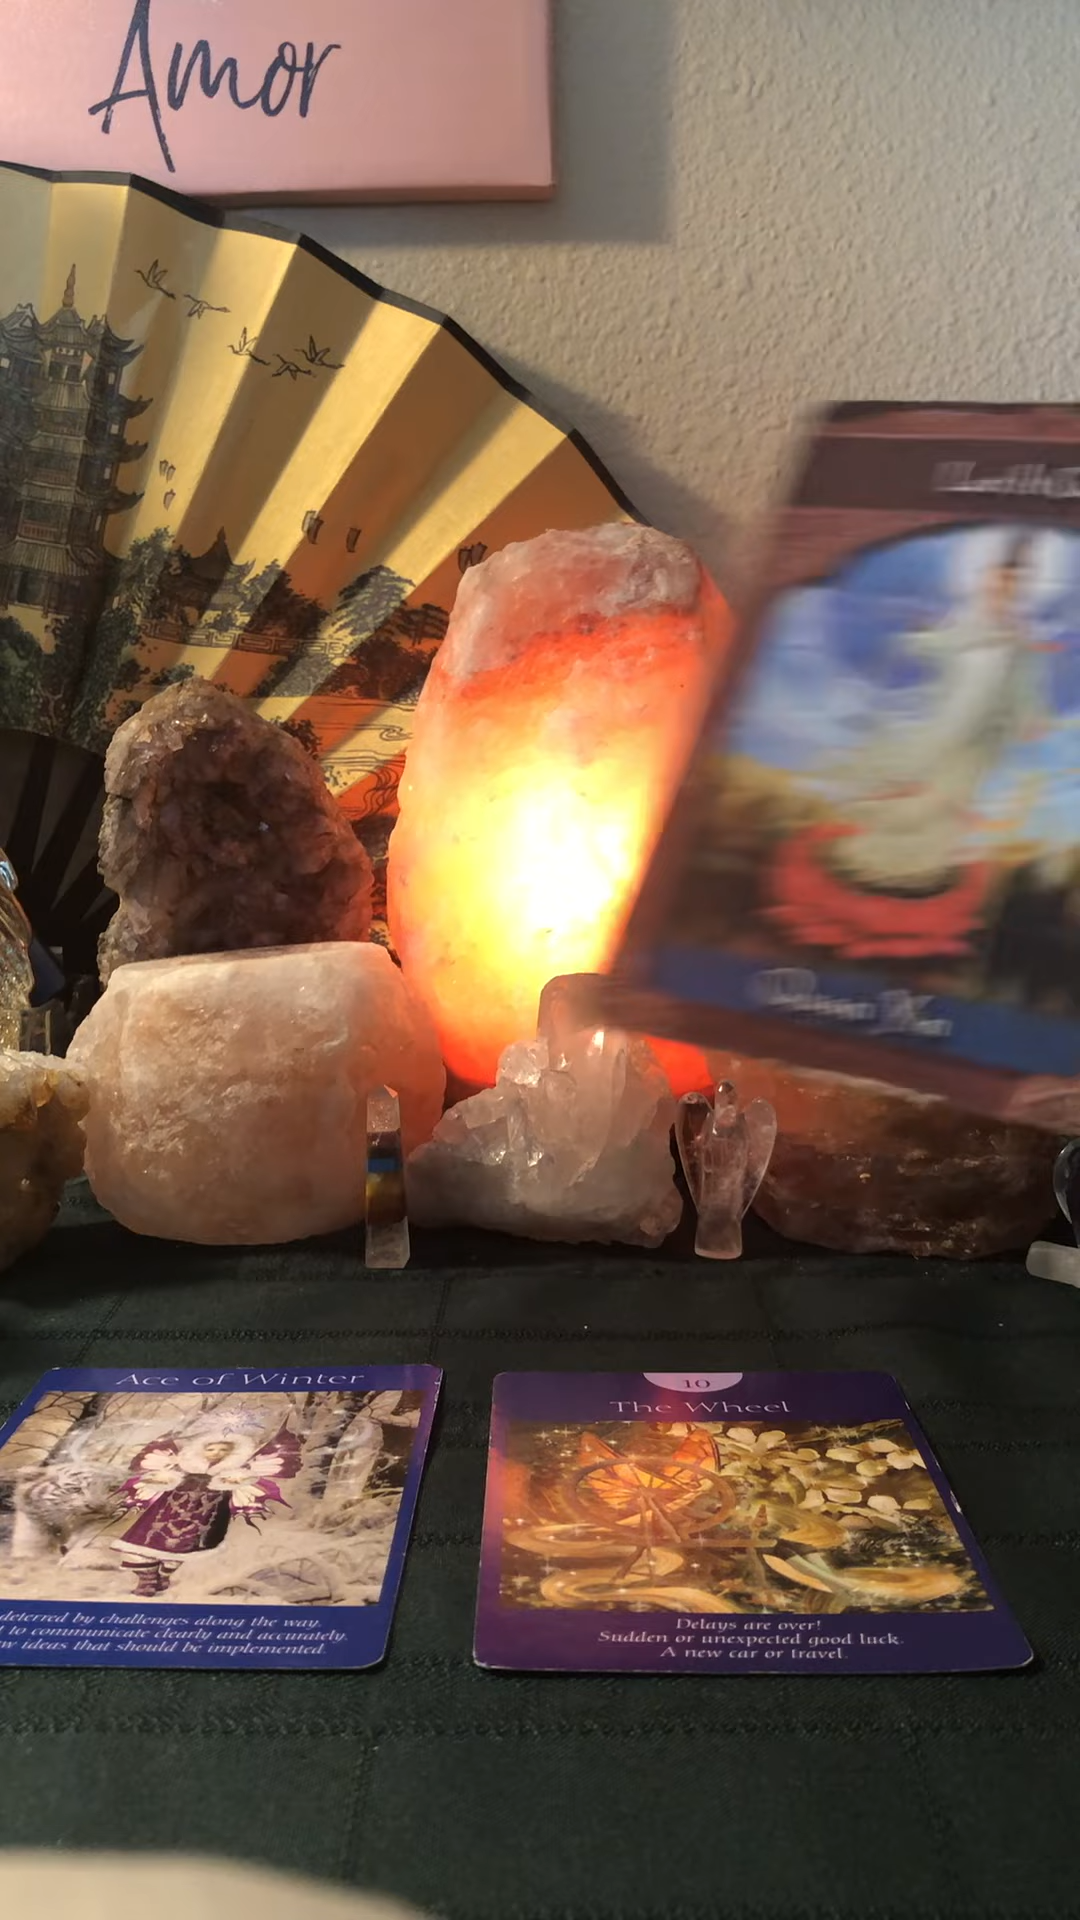 Amor
Ace of Winter
deterred by challenges along the way.
to communicate clearly and accurately.
ideas that should be implemented.
10
The Wheel
Delays are over!
Sudden or unexpected good luck.
A new car or travel.